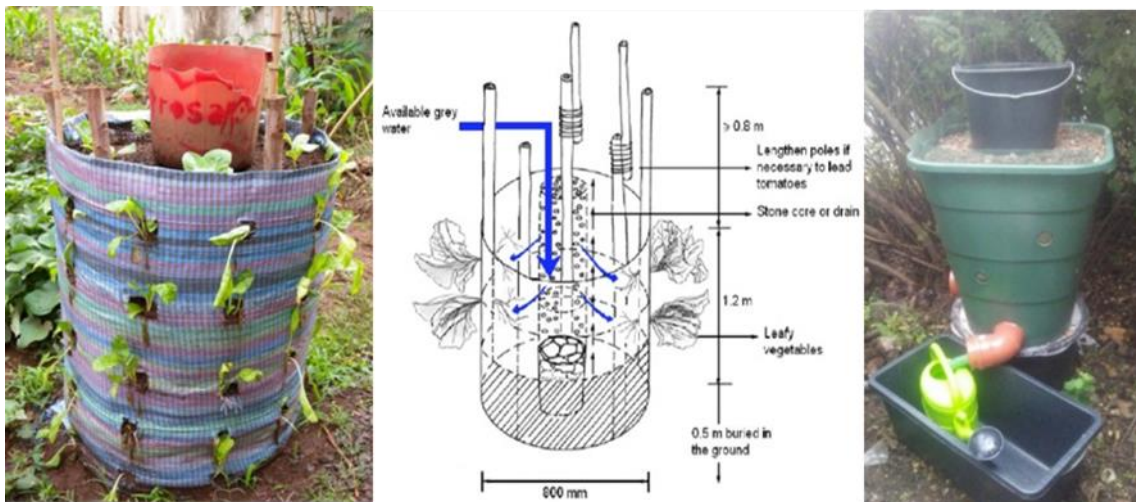 Available grey
water
≥ 0.8 m
Lengthen poles if
necessary to lead
tomatoes
Stone core or drain
1.2 m
Leafy
vegetables
0.5 m buried in
the ground
800 mm